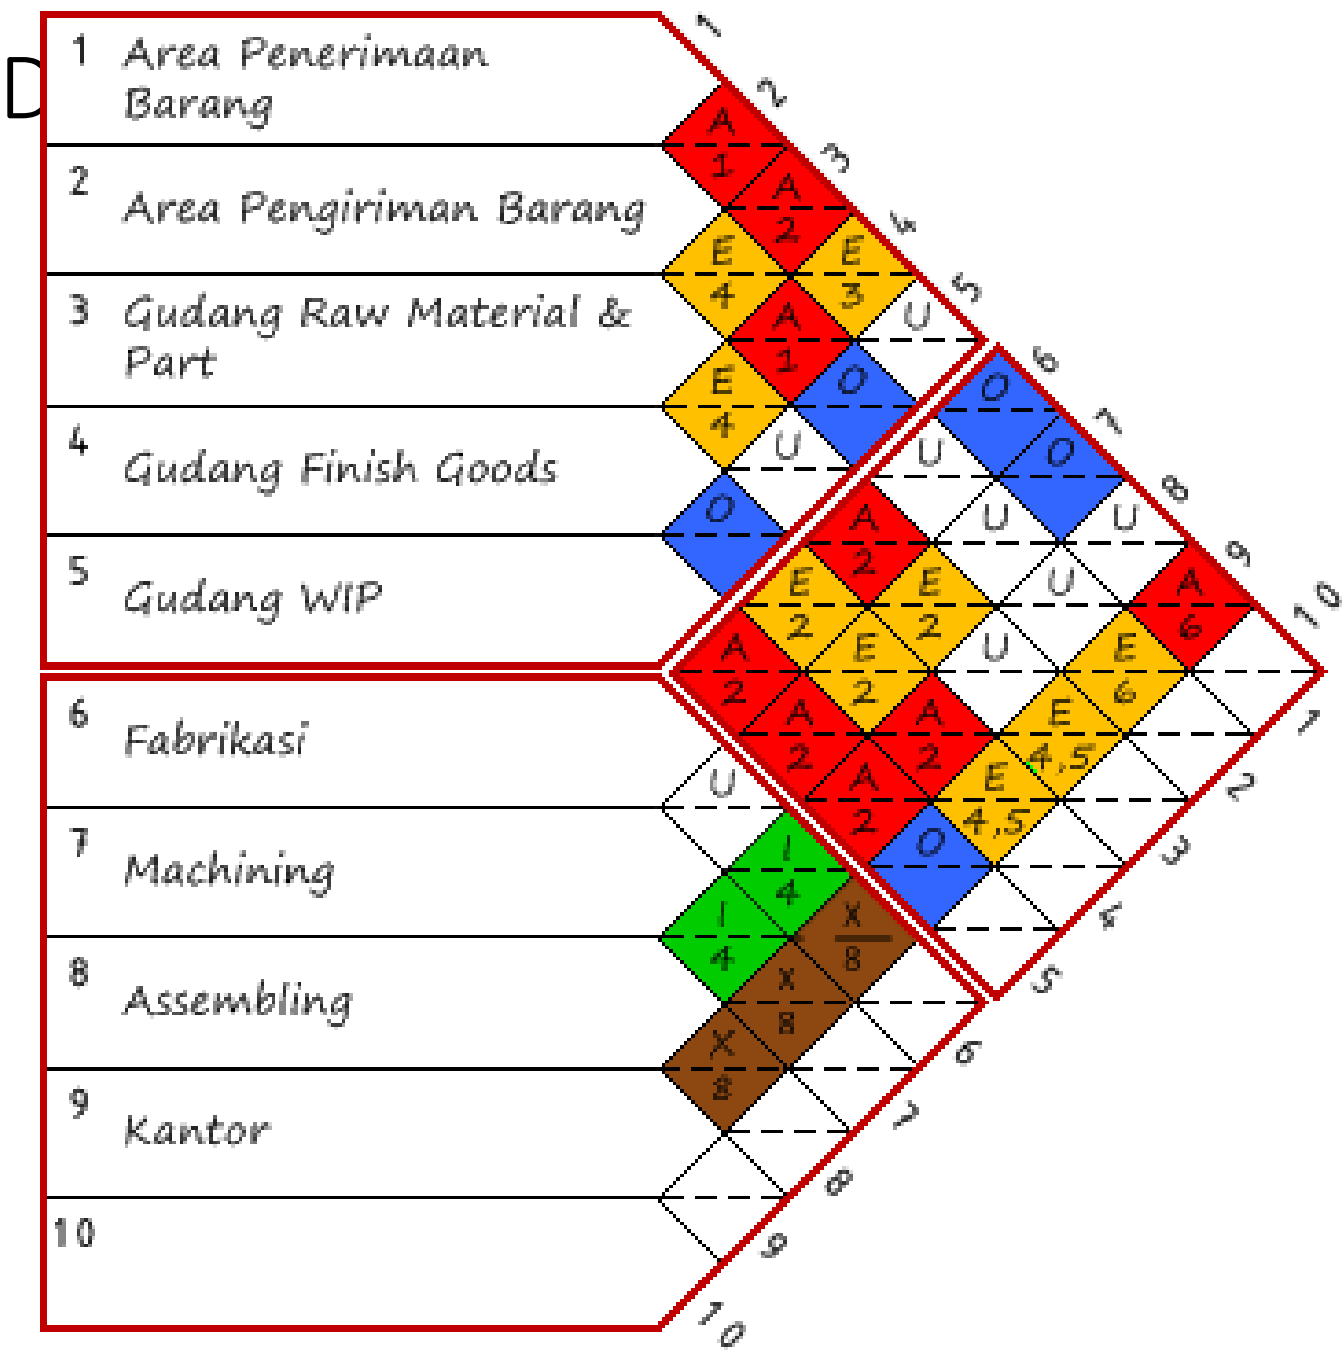 1
2
3
4
5
6
7
8
9
10
D
1 Area Penerimaan
Barang
2 Area Pengiriman Barang
3 Gudang Raw Material &
Part
4 Gudang Finish Goods
5 Gudang WIP
6 Fabrikasi
7 Machining
8 Assembling
9 Kantor
10
A
1
A
2
E
4
E
3
A
1
U
E
4
O
U
O
O
U
O
A
2
U
U
E
2
E
2
U
A
6
A
2
E
2
U
E
6
A
2
A
2
E
4,5
U
A
2
E
4,5
I
4
O
I
4
X
8
X
8
X
8
1
2
3
4
5
6
7
8
9
10